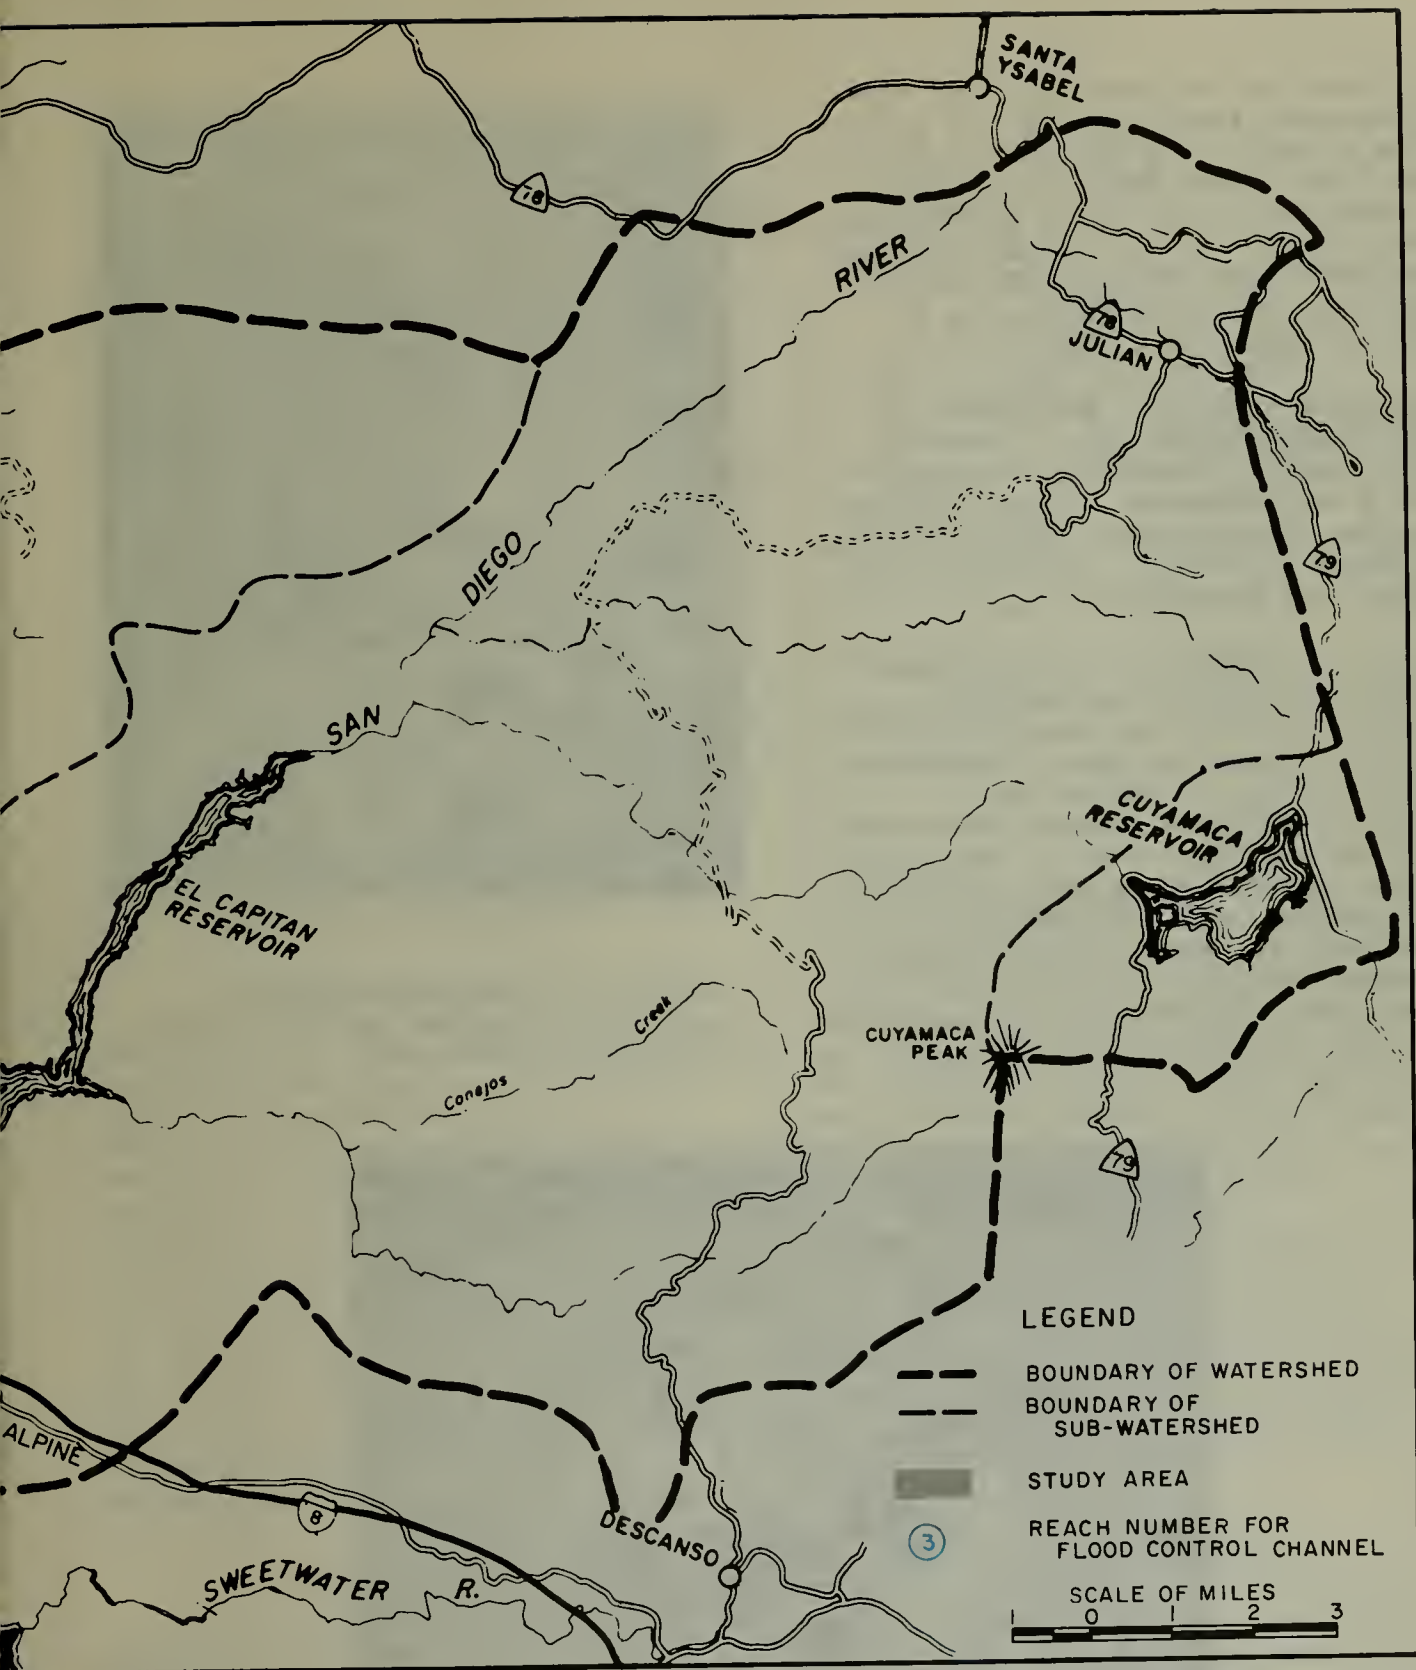 SANTA
YSABEL
78
RIVER
78
JULIAN
79
DIEGO
SAN
CUYAMACA
RESERVOIR
EL CAPITAN
RESERVOIR
Creek
CUYAMACA
PEAK
Conejos
79
LEGEND
BOUNDARY OF WATERSHED
BOUNDARY OF
SUB-WATERSHED
ALPINE
STUDY AREA
8
DESCANSO
3
REACH NUMBER FOR
FLOOD CONTROL CHANNEL
SWEETWATER R.
SCALE OF MILES
1 0 1 2 3